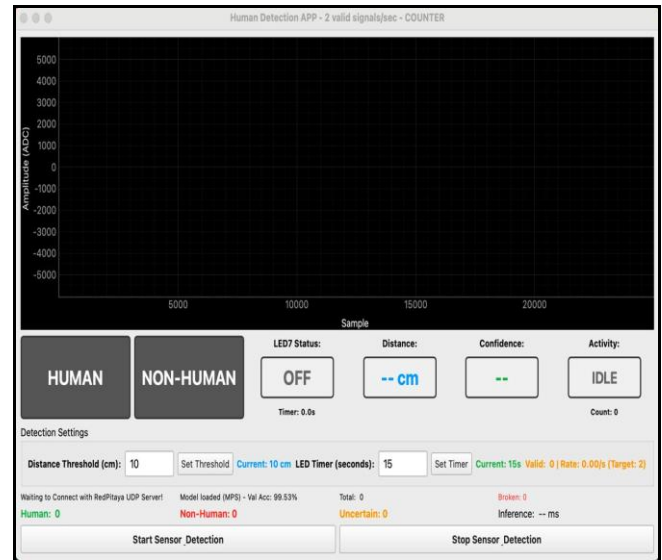 Human Detection APP - 2 valid signals/sec - COUNTER
5000
4000
3000
2000
1000
0
-1000
-2000
-3000
-4000
-5000
Amplitude (ADC)
5000 10000 15000 20000
Sample
HUMAN NON-HUMAN
LED7 Status: Distance: Confidence: Activity:
OFF -- cm -- IDLE
Timer: 0.0s Count: 0
Detection Settings
Distance Threshold (cm): 10 Set Threshold Current: 10 cm LED Timer (seconds): 15 Set Timer Current: 15s Valid: 0 | Rate: 0.00/s (Target: 2)
Waiting to Connect with RedPitaya UDP Server! Model loaded (MPS) - Val Acc: 99.53% Total: 0 Broken: 0
Human: 0 Non-Human: 0 Uncertain: 0 Inference: -- ms
Start Sensor_Detection Stop Sensor_Detection